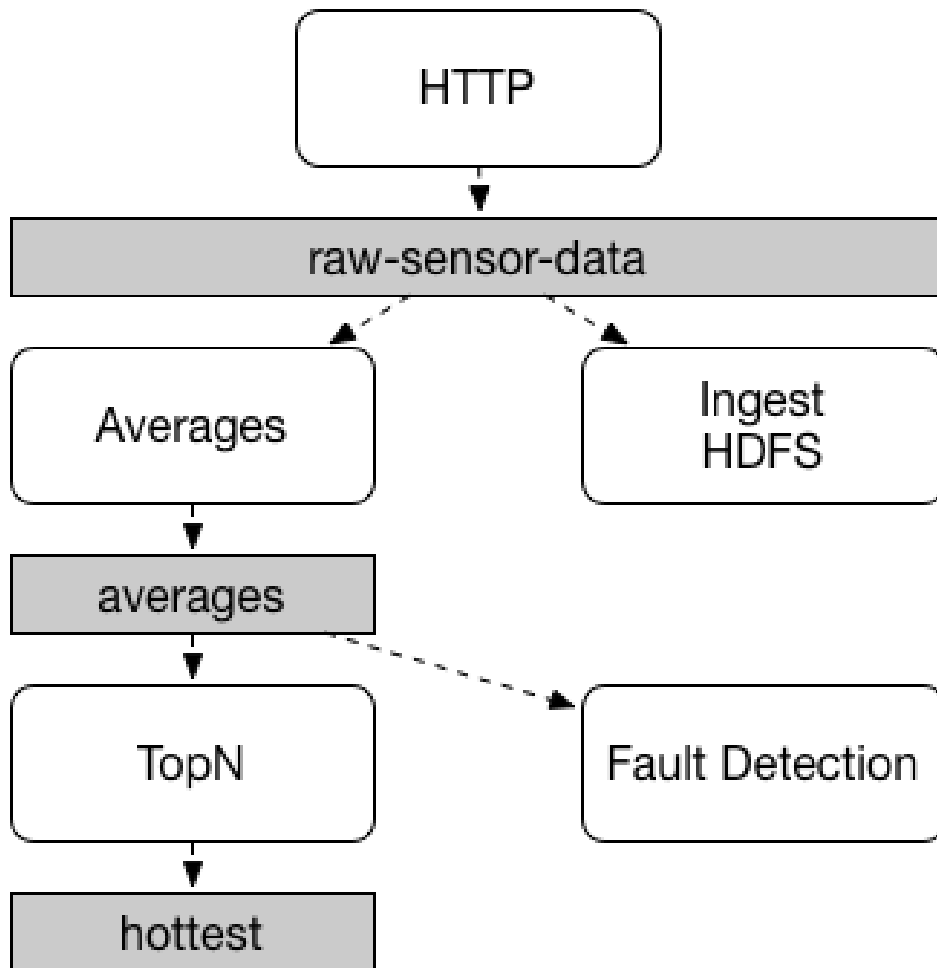 HTTP
raw-sensor-data
Averages
Ingest
HDFS
averages
TopN
Fault Detection
hottest